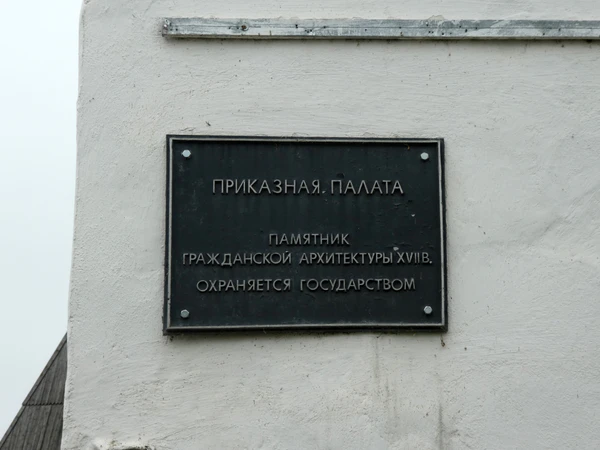 ПРИКАЗНАЯ. ПАЛАТА
ПАМЯТНИК
ГРАЖДАНСКОЙ АРХИТЕКТУРЫ XVII В.
ОХРАНЯЕТСЯ ГОСУДАРСТВОМ